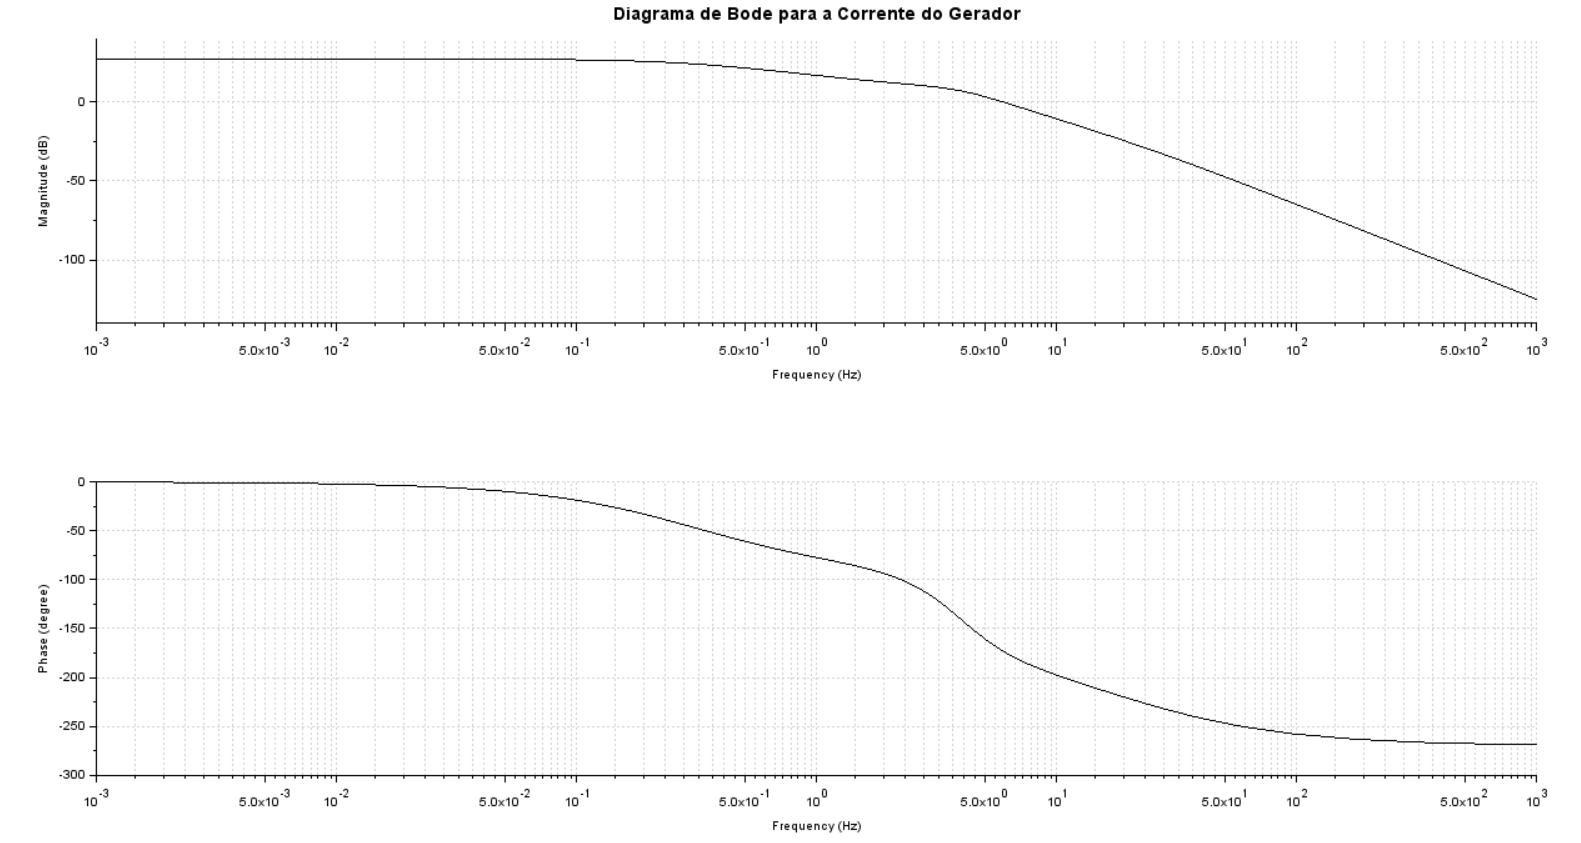 Diagrama de Bode para a Corrente do Gerador
Magnitude (dB)
0
-50
-100
10^-3 5.0x10^-3 10^-2 5.0x10^-2 10^-1 5.0x10^-1 10^0 5.0x10^0 10^1 5.0x10^1 10^2 5.0x10^2 10^3
Frequency (Hz)
Phase (degree)
0
-50
-100
-150
-200
-250
-300
10^-3 5.0x10^-3 10^-2 5.0x10^-2 10^-1 5.0x10^-1 10^0 5.0x10^0 10^1 5.0x10^1 10^2 5.0x10^2 10^3
Frequency (Hz)